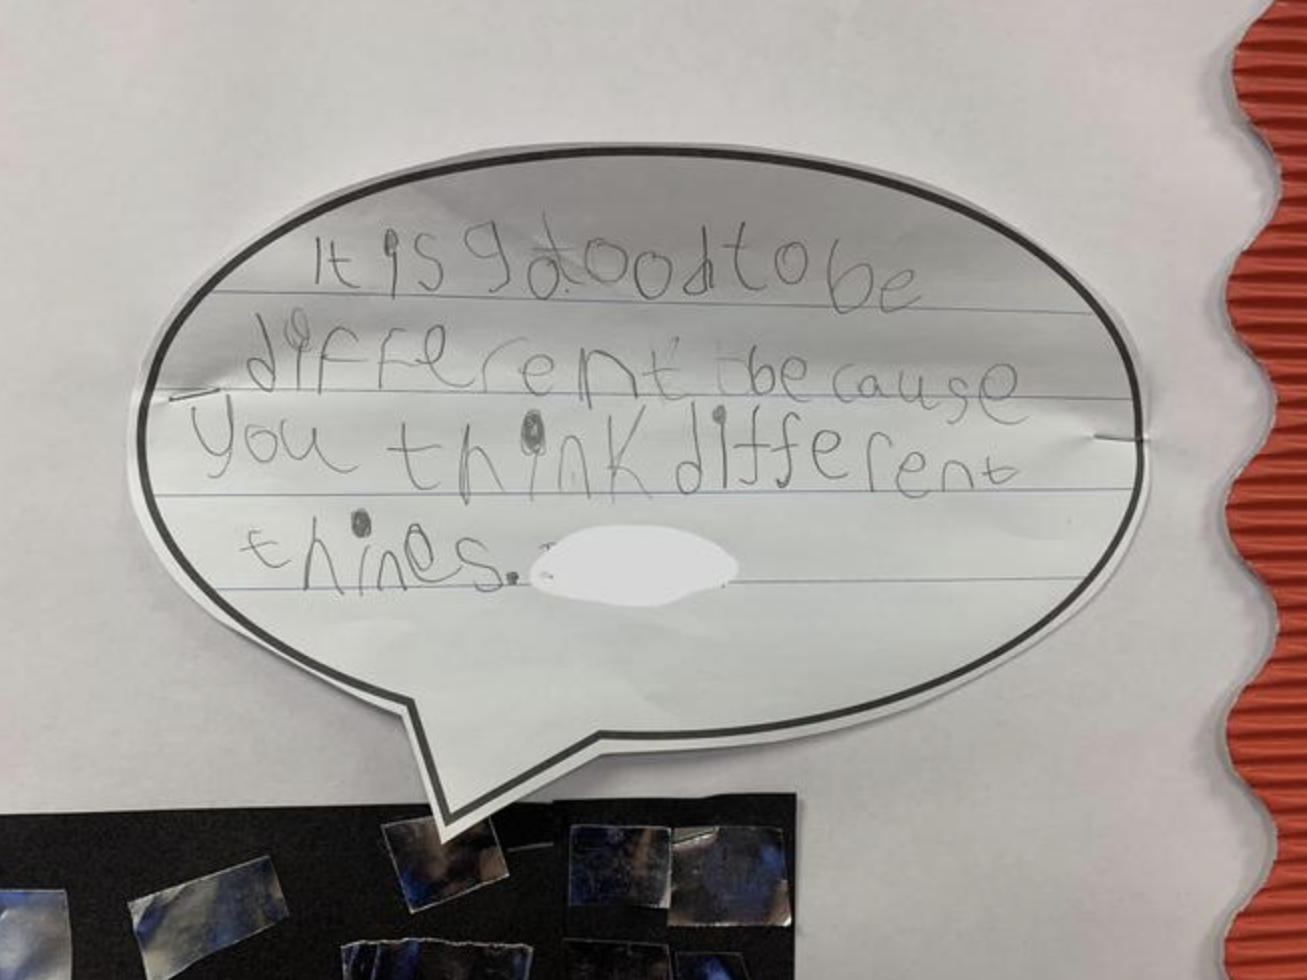 It is good to be
different because
you think different
thines.